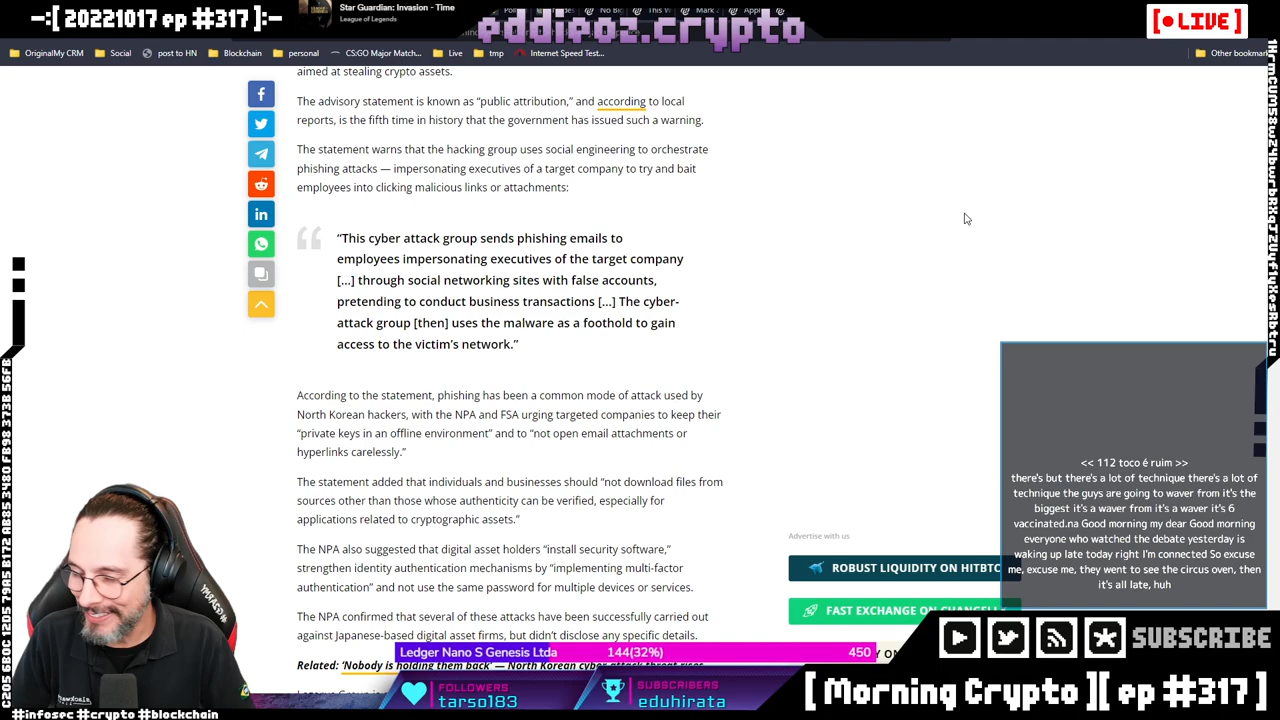 -:[ 20221017 ep #317]:-
Star Guardian: Invasion - Time
League of Legends
eddieoz.crypto
[ LIVE ]
OriginalMy CRM
Social
post to HN
Blockchain
personal
CS:GO Major Match...
Live
tmp
Internet Speed Test...
Other bookmar
aimed at stealing crypto assets.
The advisory statement is known as “public attribution,” and according to local
reports, is the fifth time in history that the government has issued such a warning.
The statement warns that the hacking group uses social engineering to orchestrate
phishing attacks — impersonating executives of a target company to try and bait
employees into clicking malicious links or attachments:
“This cyber attack group sends phishing emails to
employees impersonating executives of the target company
[...] through social networking sites with false accounts,
pretending to conduct business transactions [...] The cyber-
attack group [then] uses the malware as a foothold to gain
access to the victim’s network.”
According to the statement, phishing has been a common mode of attack used by
North Korean hackers, with the NPA and FSA urging targeted companies to keep their
“private keys in an offline environment” and to “not open email attachments or
hyperlinks carelessly.”
The statement added that individuals and businesses should “not download files from
sources other than those whose authenticity can be verified, especially for
applications related to cryptographic assets.”
The NPA also suggested that digital asset holders “install security software,”
strengthen identity authentication mechanisms by “implementing multi-factor
authentication” and not use the same password for multiple devices or services.
The NPA confirmed that several of these attacks have been successfully carried out
against Japanese-based digital asset firms, but didn’t disclose any specific details.
Related: ‘Nobody is holding them back’ — North Korean cyber-attack threat rises
Advertise with us
ROBUST LIQUIDITY ON HITBTC
FAST EXCHANGE ON CHANGELL
<< 112 toco é ruim >>
there's but there's a lot of technique there's a lot of
technique the guys are going to waver from it's the
biggest it's a waver from it's a waver it's 6
vaccinated.na Good morning my dear Good morning
everyone who watched the debate yesterday is
waking up late today right I'm connected So excuse
me, excuse me, they went to see the circus oven, then
it's all late, huh
Ledger Nano S Genesis Ltda
144(32%)
450
SUBSCRIBE
FOLLOWERS
tarso183
SUBSCRIBERS
eduhirata
[ Morning Crypto ][ ep #317 ]
#infosec #crypto #blockchain